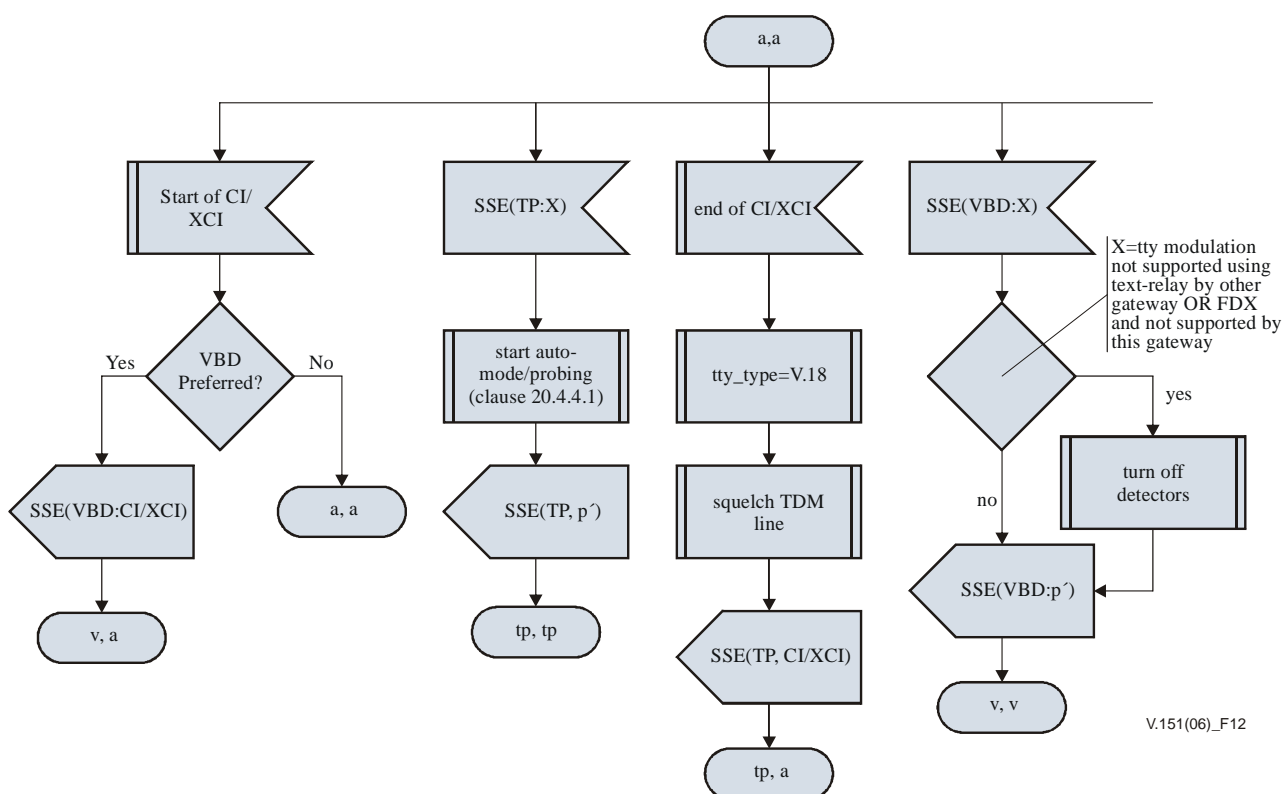 a,a
Start of CI/
XCI
SSE(TP:X)
end of CI/XCI
SSE(VBD:X)
X=tty modulation
not supported using
text-relay by other
gateway OR FDX
and not supported by
this gateway
Yes
VBD
Preferred?
No
start auto-
mode/probing
(clause 20.4.4.1)
tty_type=V.18
yes
SSE(VBD:CI/XCI)
a, a
SSE(TP, p´)
squelch TDM
line
no
turn off
detectors
SSE(VBD:p´)
v, a
tp, tp
SSE(TP, CI/XCI)
v, v
tp, a
V.151(06)_F12